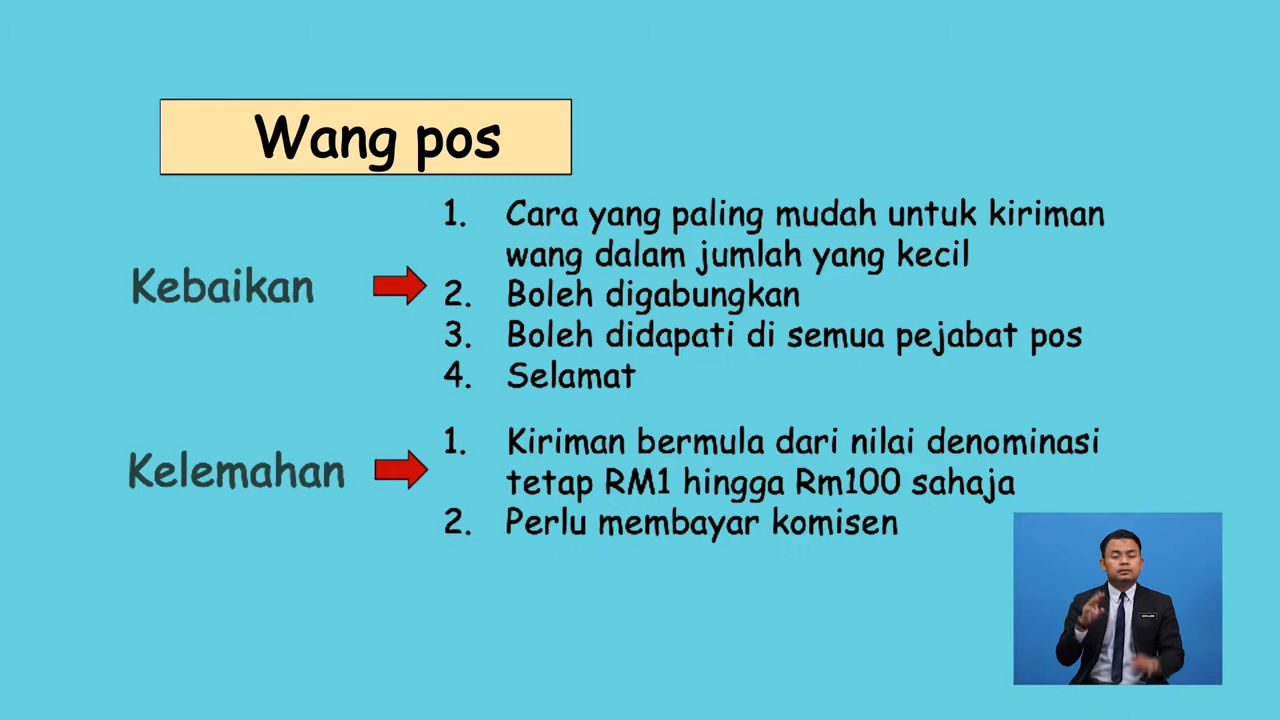 Wang pos
Kebaikan
1. Cara yang paling mudah untuk kiriman
wang dalam jumlah yang kecil
2. Boleh digabungkan
3. Boleh didapati di semua pejabat pos
4. Selamat
Kelemahan
1. Kiriman bermula dari nilai denominasi
tetap RM1 hingga Rm100 sahaja
2. Perlu membayar komisen